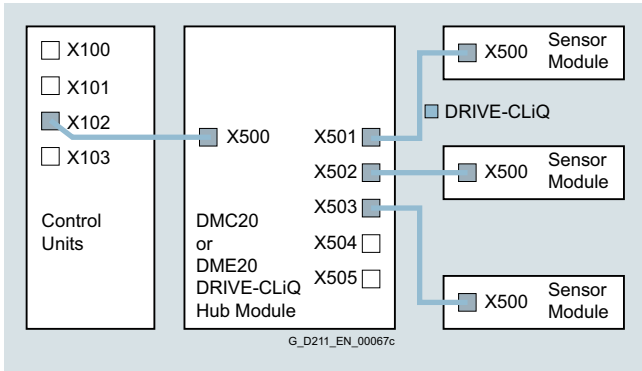 X100
X101
X102
X103
Control
Units
X500
X501
X502
X503
X504
X505
DMC20
or
DME20
DRIVE-CLiQ
Hub Module
G_D211_EN_00067c
X500
Sensor
Module
DRIVE-CLiQ
X500
Sensor
Module
X500
Sensor
Module